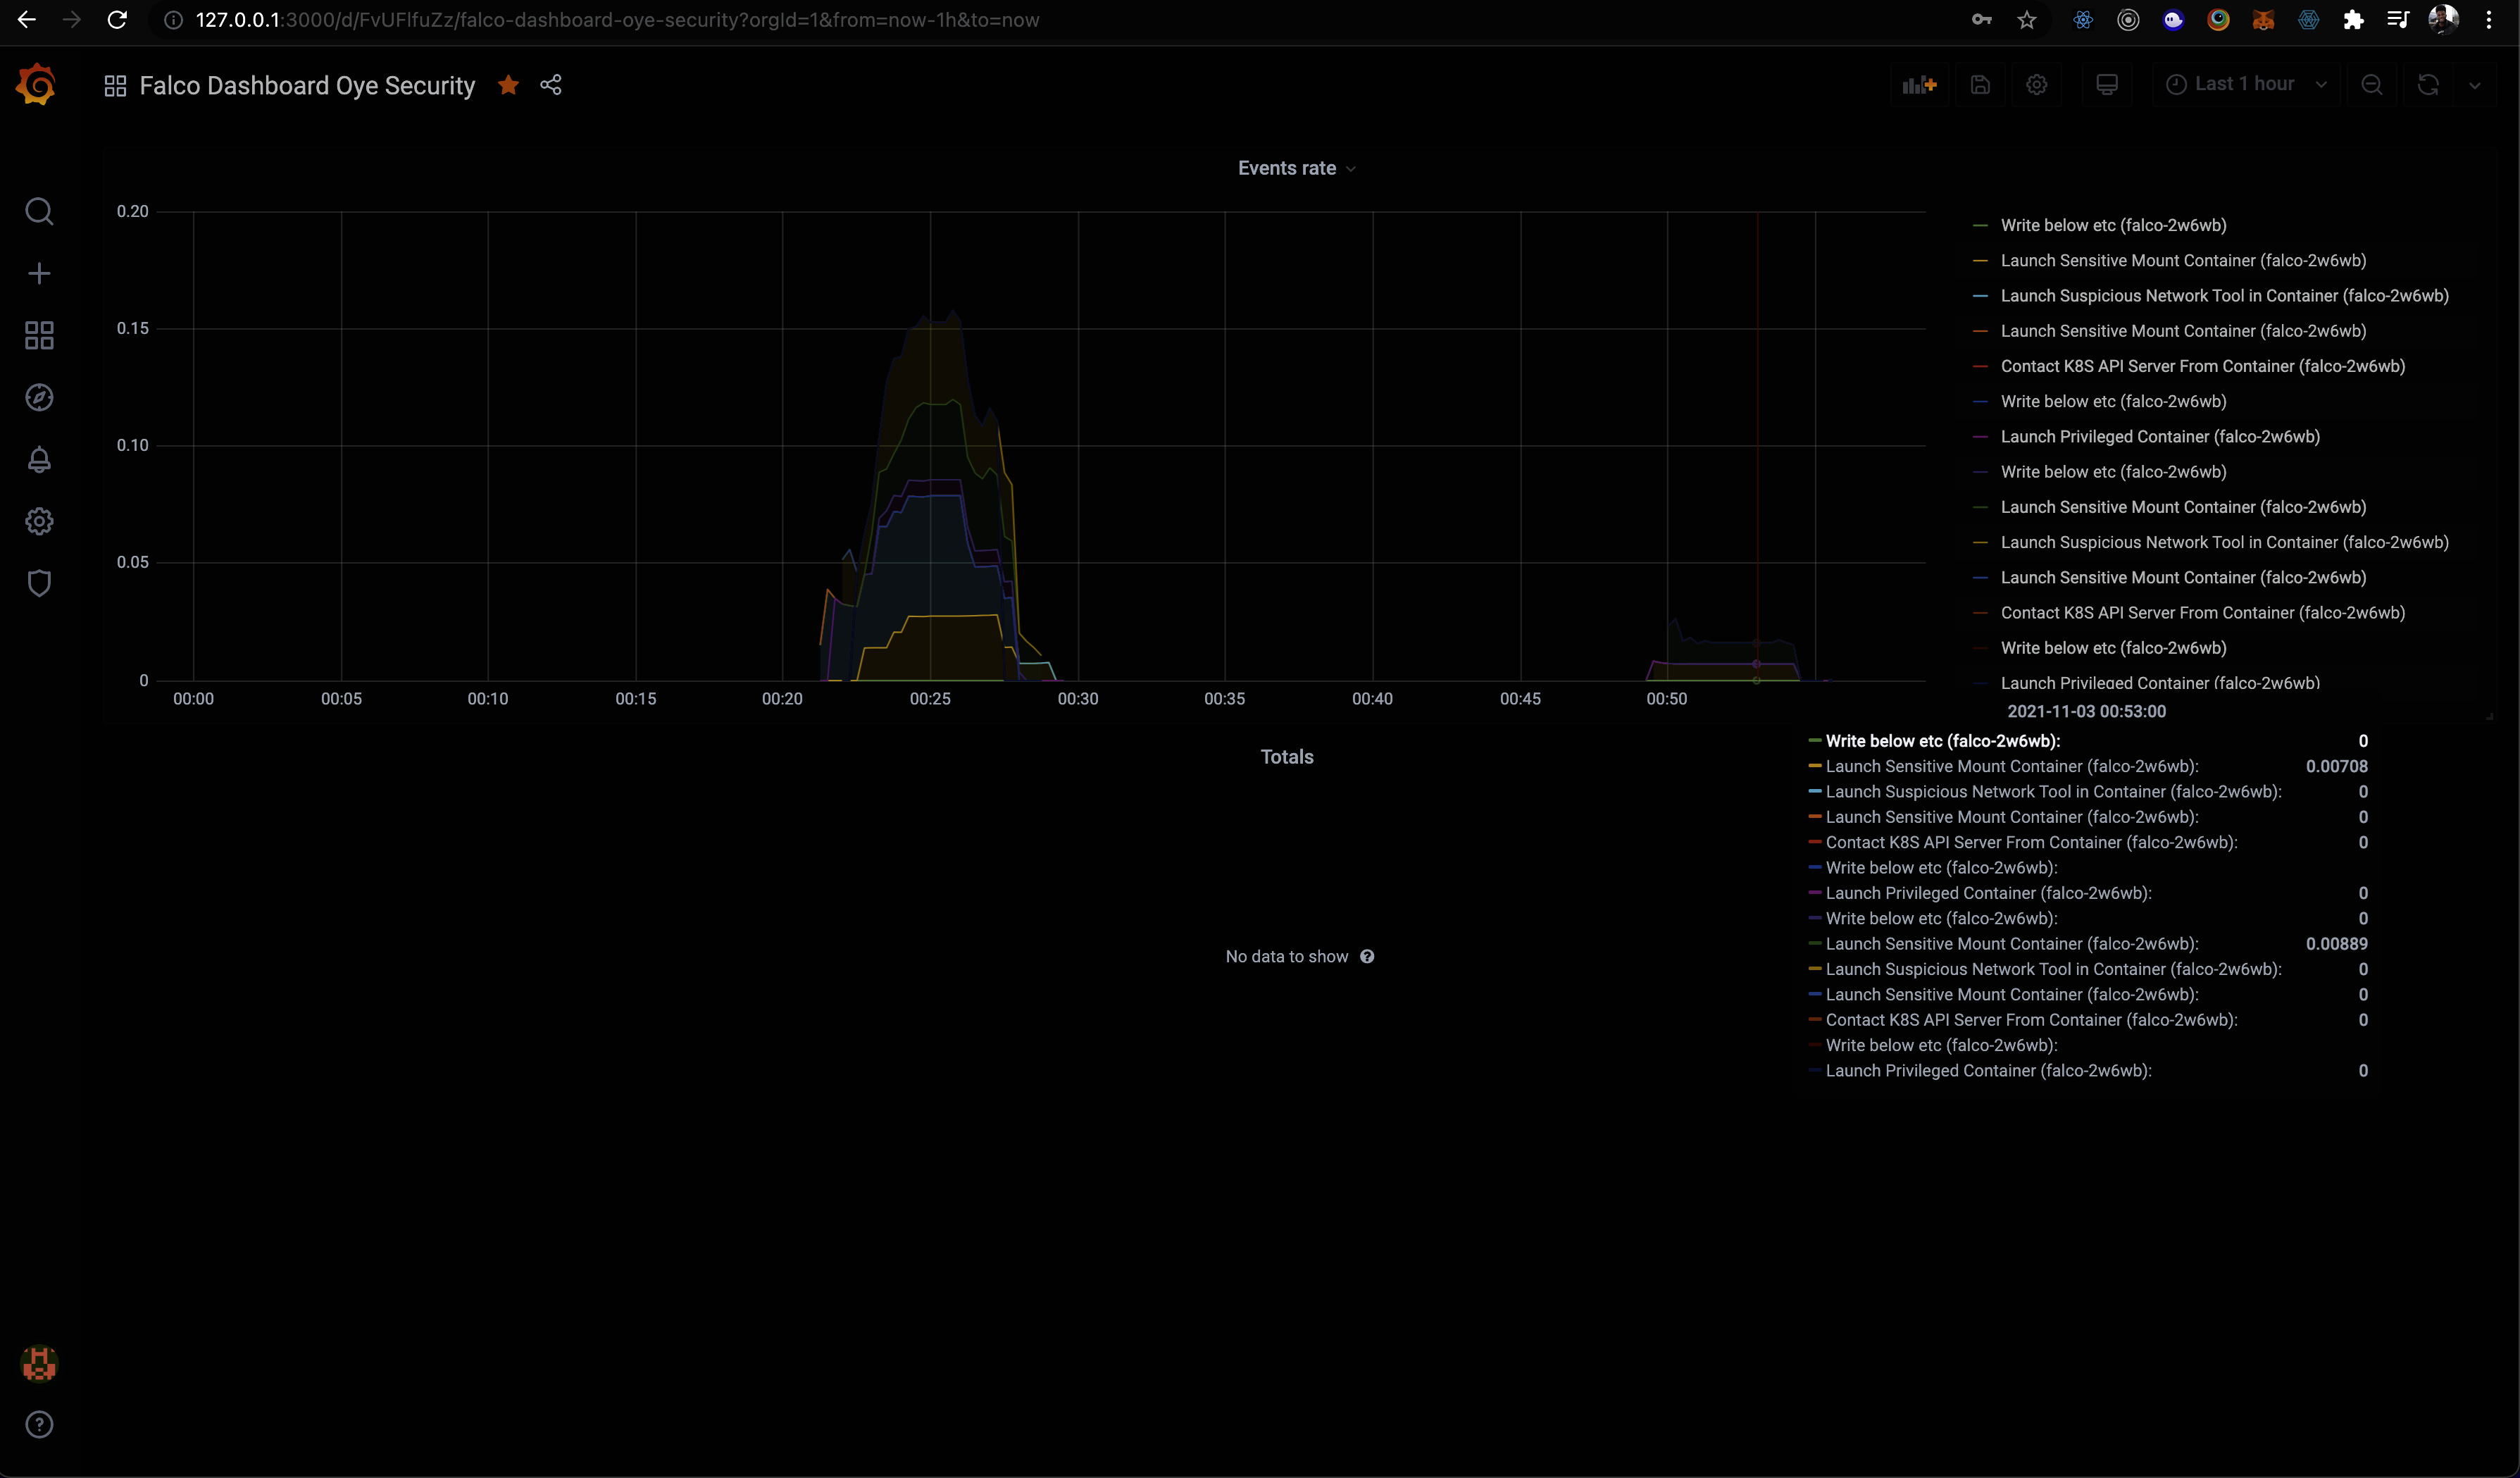 127.0.0.1:3000/d/FvUFlfuZz/falco-dashboard-oye-security?orgId=1&from=now-1h&to=now
Falco Dashboard Oye Security
Last 1 hour
Events rate
0.20
0.15
0.10
0.05
0
00:00
00:05
00:10
00:15
00:20
00:25
00:30
00:35
00:40
00:45
00:50
Write below etc (falco-2w6wb)
Launch Sensitive Mount Container (falco-2w6wb)
Launch Suspicious Network Tool in Container (falco-2w6wb)
Launch Sensitive Mount Container (falco-2w6wb)
Contact K8S API Server From Container (falco-2w6wb)
Write below etc (falco-2w6wb)
Launch Privileged Container (falco-2w6wb)
Write below etc (falco-2w6wb)
Launch Sensitive Mount Container (falco-2w6wb)
Launch Suspicious Network Tool in Container (falco-2w6wb)
Launch Sensitive Mount Container (falco-2w6wb)
Contact K8S API Server From Container (falco-2w6wb)
Write below etc (falco-2w6wb)
Launch Privileged Container (falco-2w6wb)
2021-11-03 00:53:00
Write below etc (falco-2w6wb): 0
Launch Sensitive Mount Container (falco-2w6wb): 0.00708
Launch Suspicious Network Tool in Container (falco-2w6wb): 0
Launch Sensitive Mount Container (falco-2w6wb): 0
Contact K8S API Server From Container (falco-2w6wb): 0
Write below etc (falco-2w6wb):
Launch Privileged Container (falco-2w6wb): 0
Write below etc (falco-2w6wb): 0
Launch Sensitive Mount Container (falco-2w6wb): 0.00889
Launch Suspicious Network Tool in Container (falco-2w6wb): 0
Launch Sensitive Mount Container (falco-2w6wb): 0
Contact K8S API Server From Container (falco-2w6wb): 0
Write below etc (falco-2w6wb):
Launch Privileged Container (falco-2w6wb): 0
Totals
No data to show